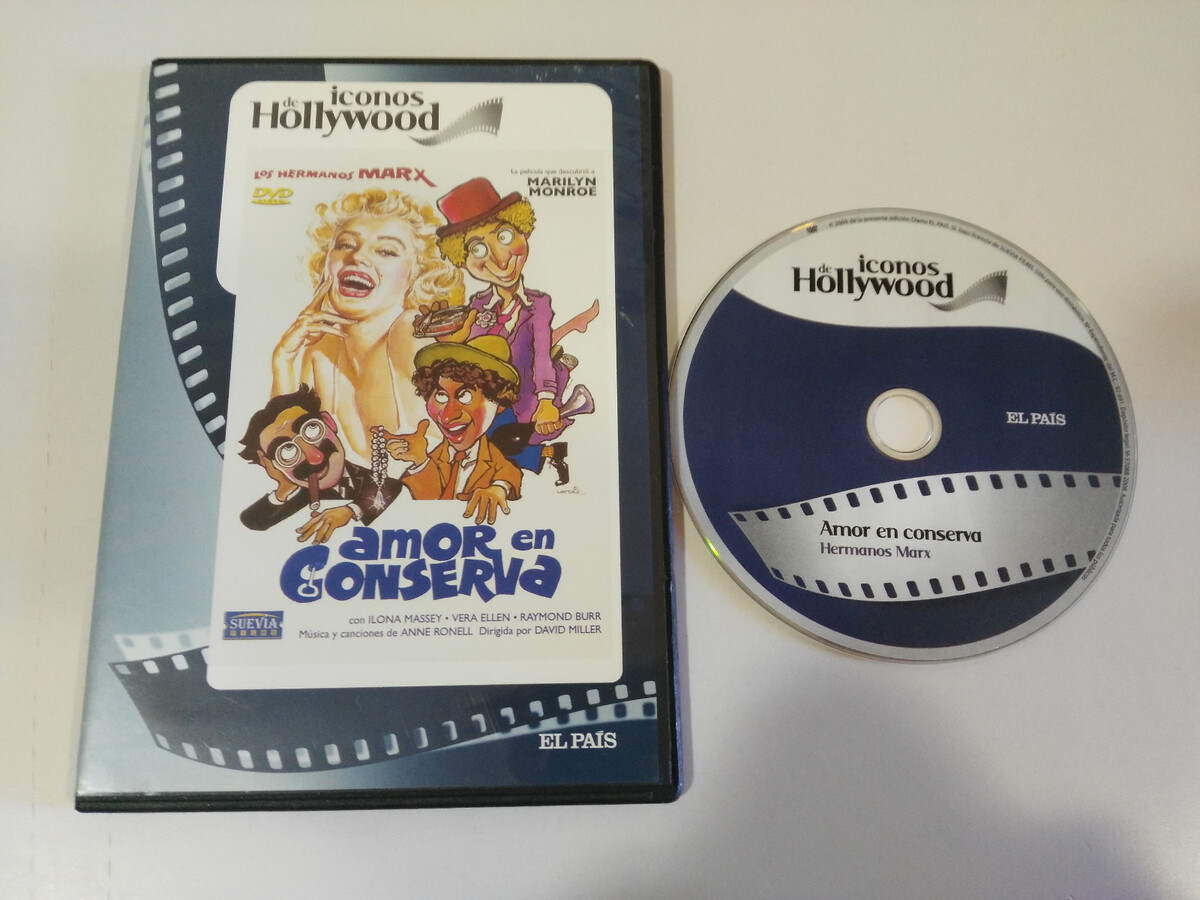 iconos
de
Hollywood
LOS HERMANOS MARX
DVD
La película que descubrió a
MARILYN
MONROE
amor en
Conserva
SUEVIA
FILMS
con ILONA MASSEY • VERA ELLEN • RAYMOND BURR
Música y canciones de ANNE RONELL Dirigida por DAVID MILLER
EL PAÍS
iconos
de
Hollywood
EL PAÍS
Amor en conserva
Hermanos Marx